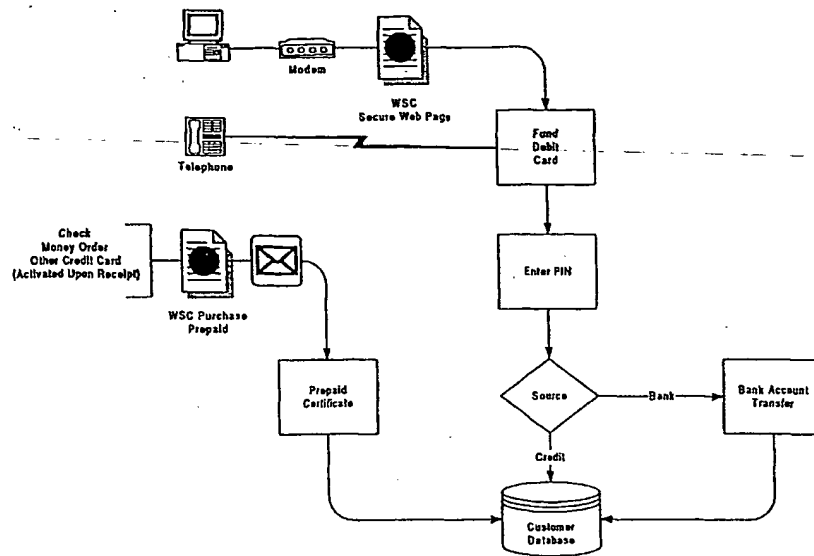 Modem
WSC
Secure Web Page
Telephone
Fund
Debit
Card
Check
Money Order
Other Credit Card
(Activated Upon Receipt)
WSC Purchase
Prepaid
Enter PIN
Prepaid
Certificate
Source
Bank
Bank Account
Transfer
Credit
Customer
Database